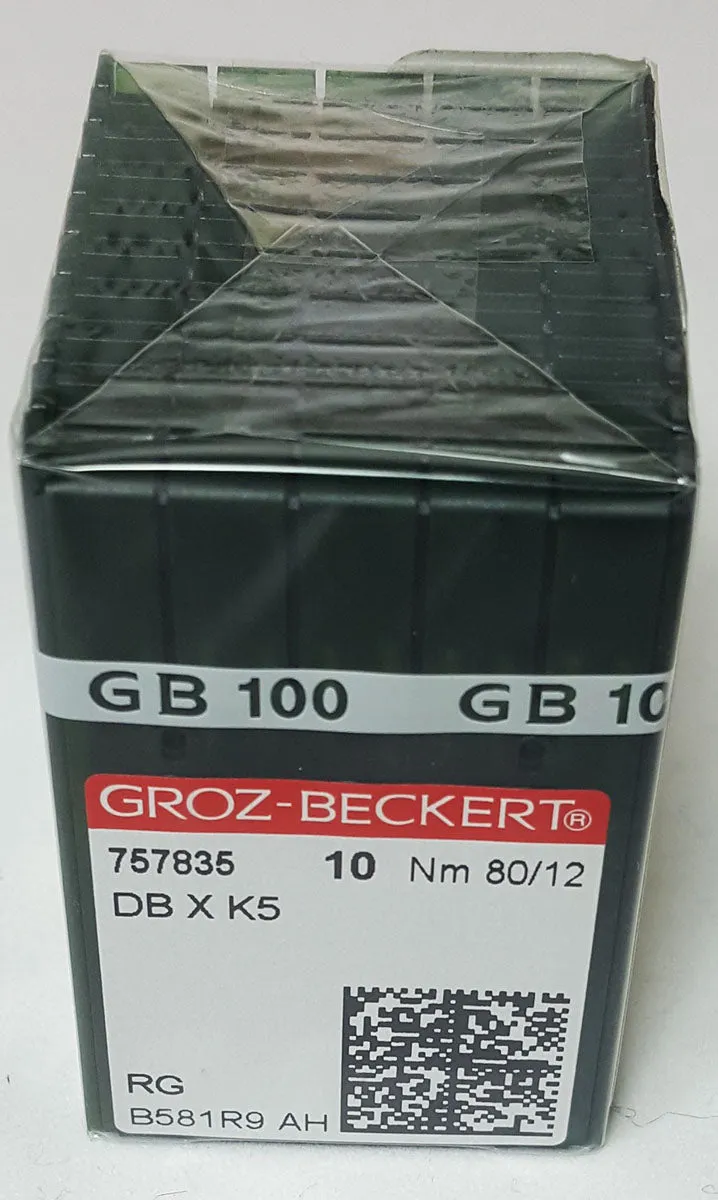 GB 100 GB 10
GROZ-BECKERT®
757835 10 Nm 80/12
DB X K5
RG
B581R9 AH